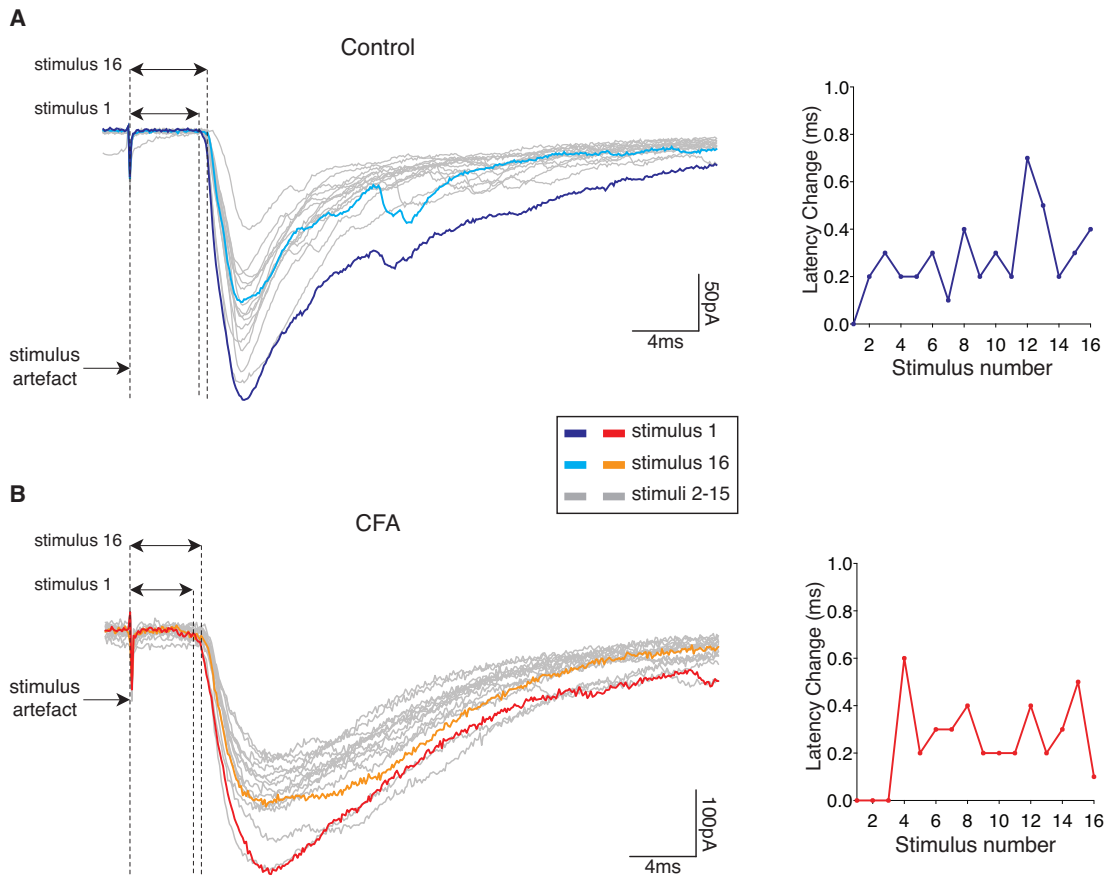 A
Control
stimulus 16
stimulus 1
stimulus
artefact
50pA
4ms
Latency Change (ms)
1.0
0.8
0.6
0.4
0.2
0.0
2 4 6 8 10 12 14 16
Stimulus number
stimulus 1
stimulus 16
stimuli 2-15
B
CFA
stimulus 16
stimulus 1
stimulus
artefact
100pA
4ms
Latency Change (ms)
1.0
0.8
0.6
0.4
0.2
0.0
2 4 6 8 10 12 14 16
Stimulus number